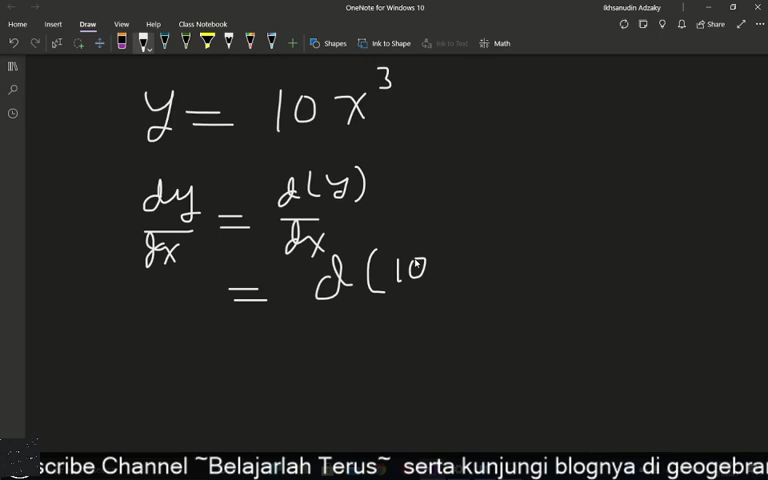 OneNote for Windows 10
Ikhsanudin Adzaky
Home Insert Draw View Help Class Notebook
Share
Shapes Ink to Shape Ink to Text Math
y = 10x³
dy/dx = d(y)/dx
= d(10
scribe Channel ~Belajarlah Terus~ serta kunjungi blognya di geogebra